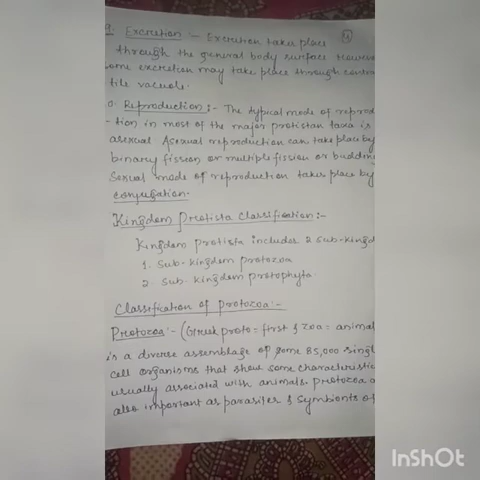 9. Excretion :- Excretion takes place
through the general body surface However
some excretion may take place through contrac
tile vacuole.
0. Reproduction :- The typical mode of reprod
-tion in most of the major protistan taxa is
asexual Asexual reproduction can take place by
binary fission or multiple fission or budding
Sexual mode of reproduction takes place by
conjugation.
Kingdom Protista Classification :-
Kingdom protista includes 2 sub-kingd
1. Sub-kingdom protozoa
2. Sub-kingdom protophyta.
Classification of protozoa :-
Protozoa :- (Greek proto = first & zoa = animal
is a diverse assemblage of some 85,000 single
cell organisms that show some characteristic
usually associated with animals. Protozoa a
also important as parasites & symbionts of
InShOt